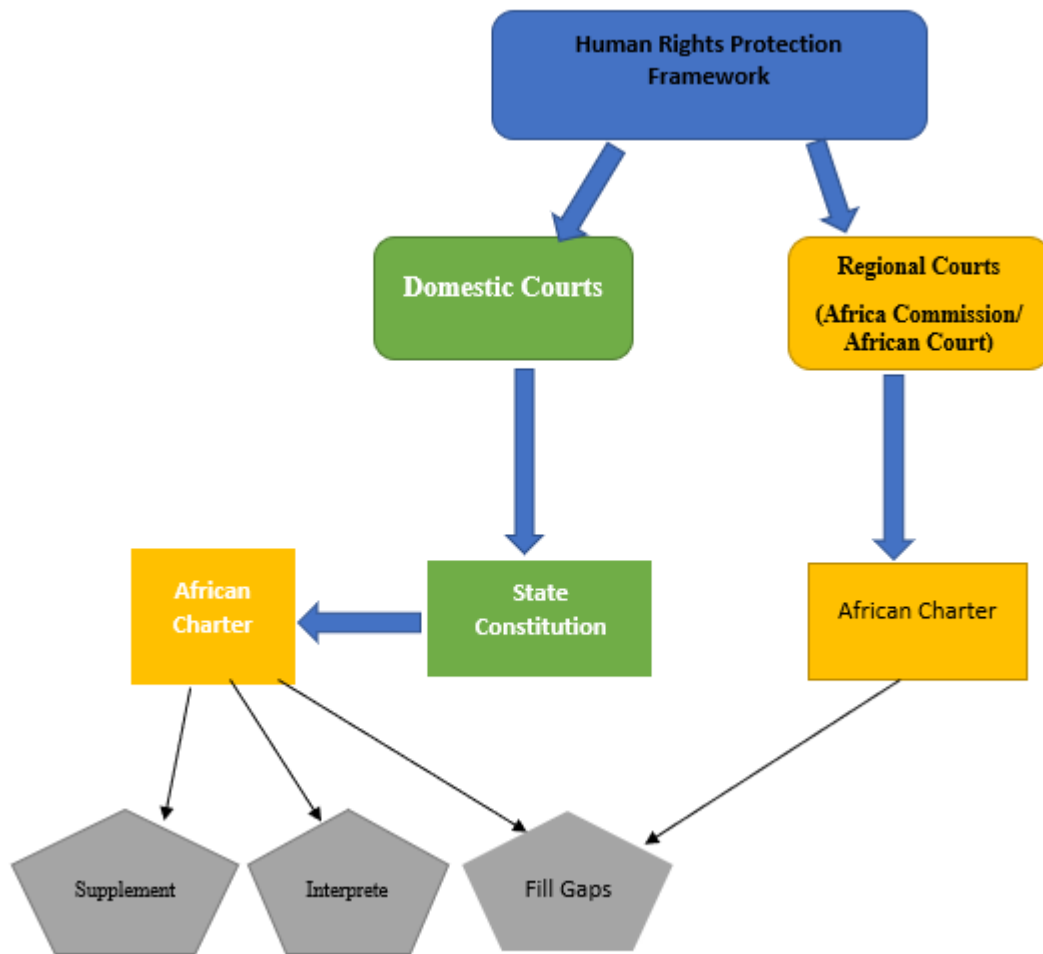 Human Rights Protection
Framework
Domestic Courts
Regional Courts
(Africa Commission/
African Court)
African
Charter
State
Constitution
African Charter
Supplement
Interprete
Fill Gaps